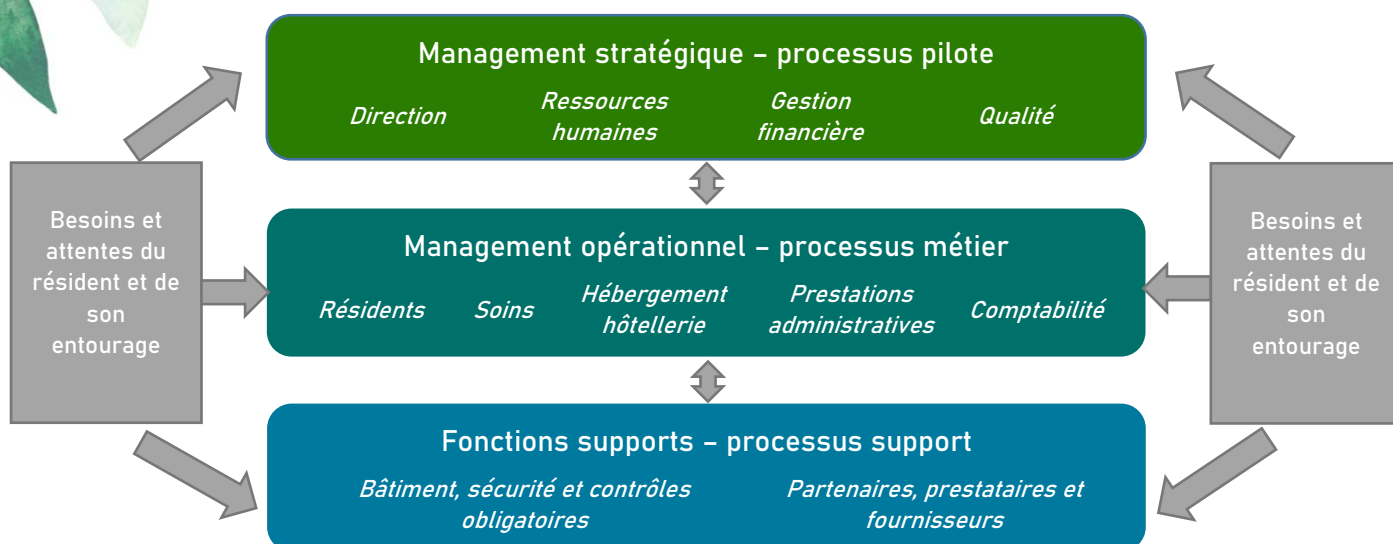 Management stratégique – processus pilote
Direction
Ressources
humaines
Gestion
financière
Qualité
Besoins et
attentes du
résident et de
son
entourage
Management opérationnel – processus métier
Résidents
Soins
Hébergement
hôtellerie
Prestations
administratives
Comptabilité
Besoins et
attentes du
résident et de
son
entourage
Fonctions supports – processus support
Bâtiment, sécurité et contrôles
obligatoires
Partenaires, prestataires et
fournisseurs